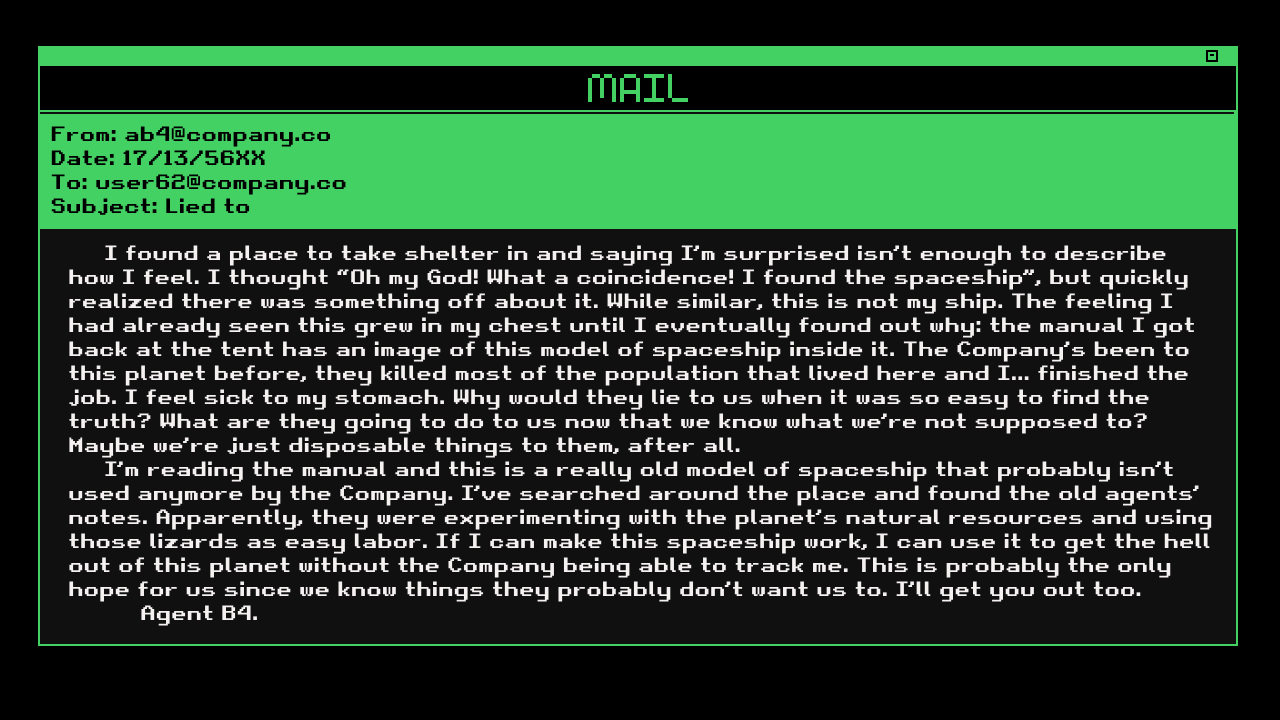 MAIL
From: ab4@company.co
Date: 17/13/56XX
To: user62@company.co
Subject: Lied to
I found a place to take shelter in and saying I'm surprised isn't enough to describe
how I feel. I thought "Oh my God! What a coincidence! I found the spaceship", but quickly
realized there was something off about it. While similar, this is not my ship. The feeling I
had already seen this grew in my chest until I eventually found out why: the manual I got
back at the tent has an image of this model of spaceship inside it. The Company's been to
this planet before, they killed most of the population that lived here and I... finished the
job. I feel sick to my stomach. Why would they lie to us when it was so easy to find the
truth? What are they going to do to us now that we know what we're not supposed to?
Maybe we're just disposable things to them, after all.
I'm reading the manual and this is a really old model of spaceship that probably isn't
used anymore by the Company. I've searched around the place and found the old agents'
notes. Apparently, they were experimenting with the planet's natural resources and using
those lizards as easy labor. If I can make this spaceship work, I can use it to get the hell
out of this planet without the Company being able to track me. This is probably the only
hope for us since we know things they probably don't want us to. I'll get you out too.
Agent B4.